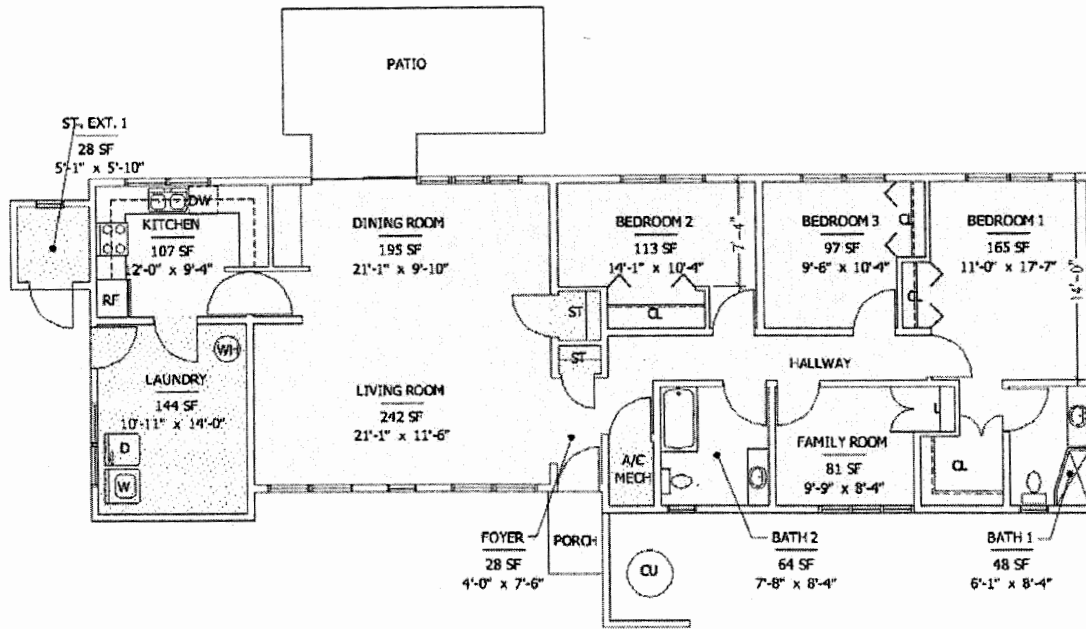 PATIO
ST. EXT. 1
28 SF
5'-1" x 5'-10"
DW
KITCHEN
107 SF
12'-0" x 9'-4"
RF
DINING ROOM
195 SF
21'-1" x 9'-10"
BEDROOM 2
113 SF
14'-1" x 10'-4"
7'-4"
BEDROOM 3
97 SF
9'-6" x 10'-4"
CL
BEDROOM 1
165 SF
11'-0" x 17'-7"
14'-0"
CL
CL
ST
ST
WH
LAUNDRY
144 SF
10'-11" x 14'-0"
D
W
LIVING ROOM
242 SF
21'-1" x 11'-6"
HALLWAY
A/C
MECH
FAMILY ROOM
81 SF
9'-9" x 8'-4"
L
CL
FOYER
28 SF
4'-0" x 7'-6"
PORCH
CU
BATH 2
64 SF
7'-8" x 8'-4"
BATH 1
48 SF
6'-1" x 8'-4"